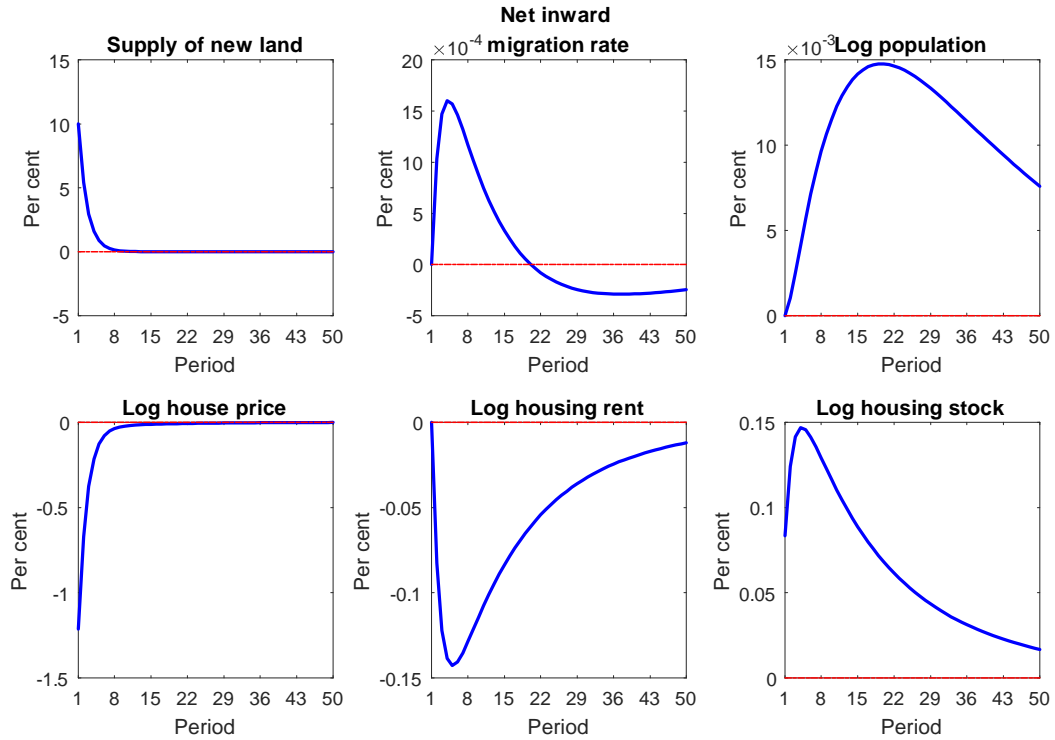 Supply of new land
15
10
5
0
-5
Per cent
1 8 15 22 29 36 43 50
Period
Net inward
migration rate
×10-4
20
15
10
5
0
-5
Per cent
1 8 15 22 29 36 43 50
Period
Log population
×10-3
15
10
5
0
Per cent
1 8 15 22 29 36 43 50
Period
Log house price
0
-0.5
-1
-1.5
Per cent
1 8 15 22 29 36 43 50
Period
Log housing rent
0
-0.05
-0.1
-0.15
Per cent
1 8 15 22 29 36 43 50
Period
Log housing stock
0.15
0.1
0.05
0
Per cent
1 8 15 22 29 36 43 50
Period